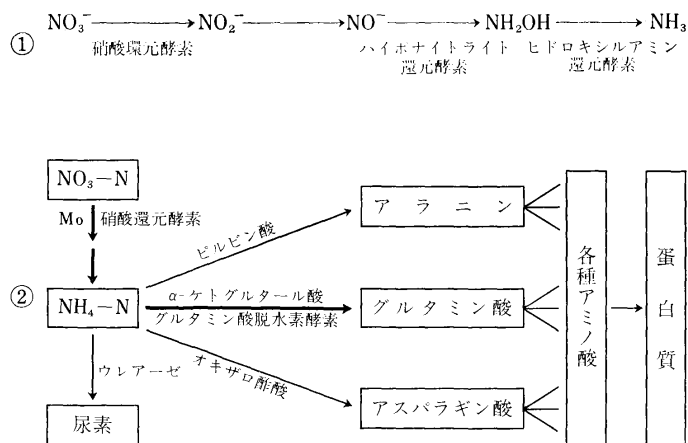 ① NO₃⁻ → NO₂⁻ → NO⁻ → NH₂OH → NH₃
硝酸還元酵素 ハイポナイトライト還元酵素 ヒドロキシルアミン還元酵素
②
NO₃－N
Mo 硝酸還元酵素
NH₄－N
ウレアーゼ
尿素
ピルビン酸
α-ケトグルタール酸
グルタミン酸脱水素酵素
オキザロ酢酸
アラニン
グルタミン酸
アスパラギン酸
各種アミノ酸
蛋白質